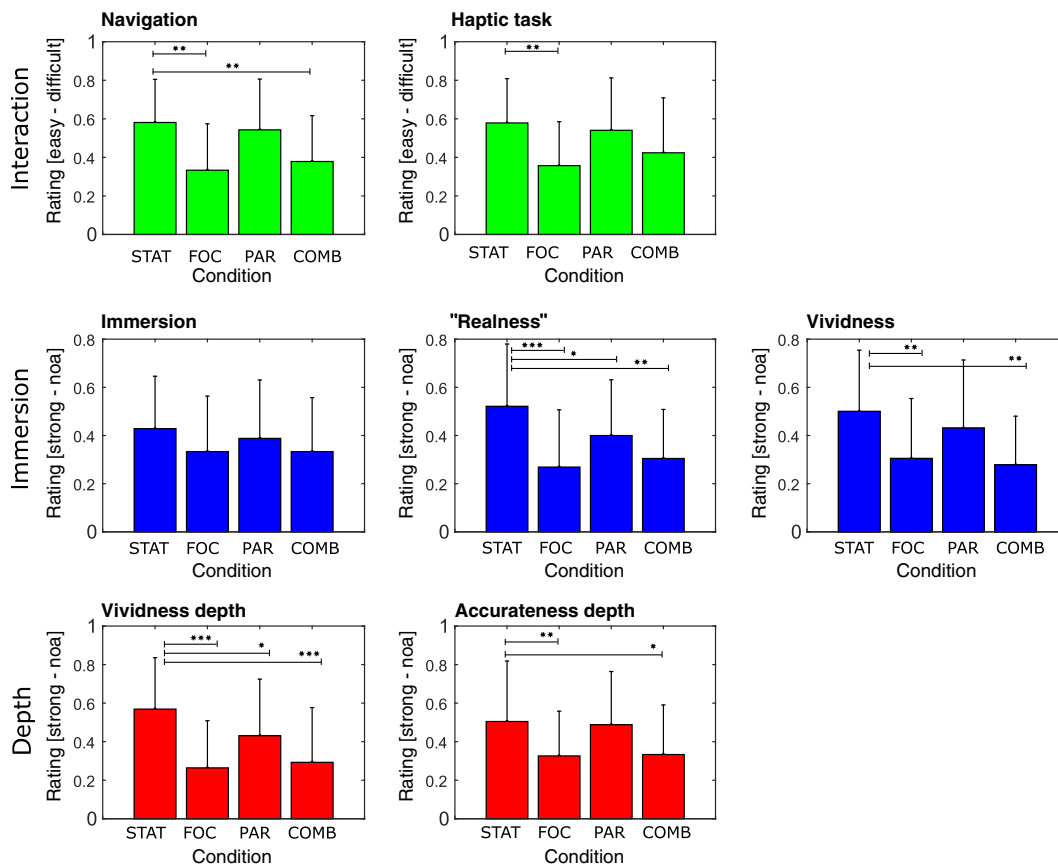 Navigation
Haptic task
Interaction
Rating [easy - difficult]
1
0.8
0.6
0.4
0.2
0
**
**
STAT FOC PAR COMB
Condition
Rating [easy - difficult]
1
0.8
0.6
0.4
0.2
0
**
STAT FOC PAR COMB
Condition
Immersion
Immersion
Rating [strong - noa]
0.8
0.6
0.4
0.2
0
STAT FOC PAR COMB
Condition
"Realness"
Rating [strong - noa]
0.8
0.6
0.4
0.2
0
***
*
**
STAT FOC PAR COMB
Condition
Vividness
Rating [strong - noa]
0.8
0.6
0.4
0.2
0
**
**
STAT FOC PAR COMB
Condition
Depth
Vividness depth
Rating [strong - noa]
1
0.8
0.6
0.4
0.2
0
***
*
***
STAT FOC PAR COMB
Condition
Accurateness depth
Rating [strong - noa]
1
0.8
0.6
0.4
0.2
0
**
*
STAT FOC PAR COMB
Condition